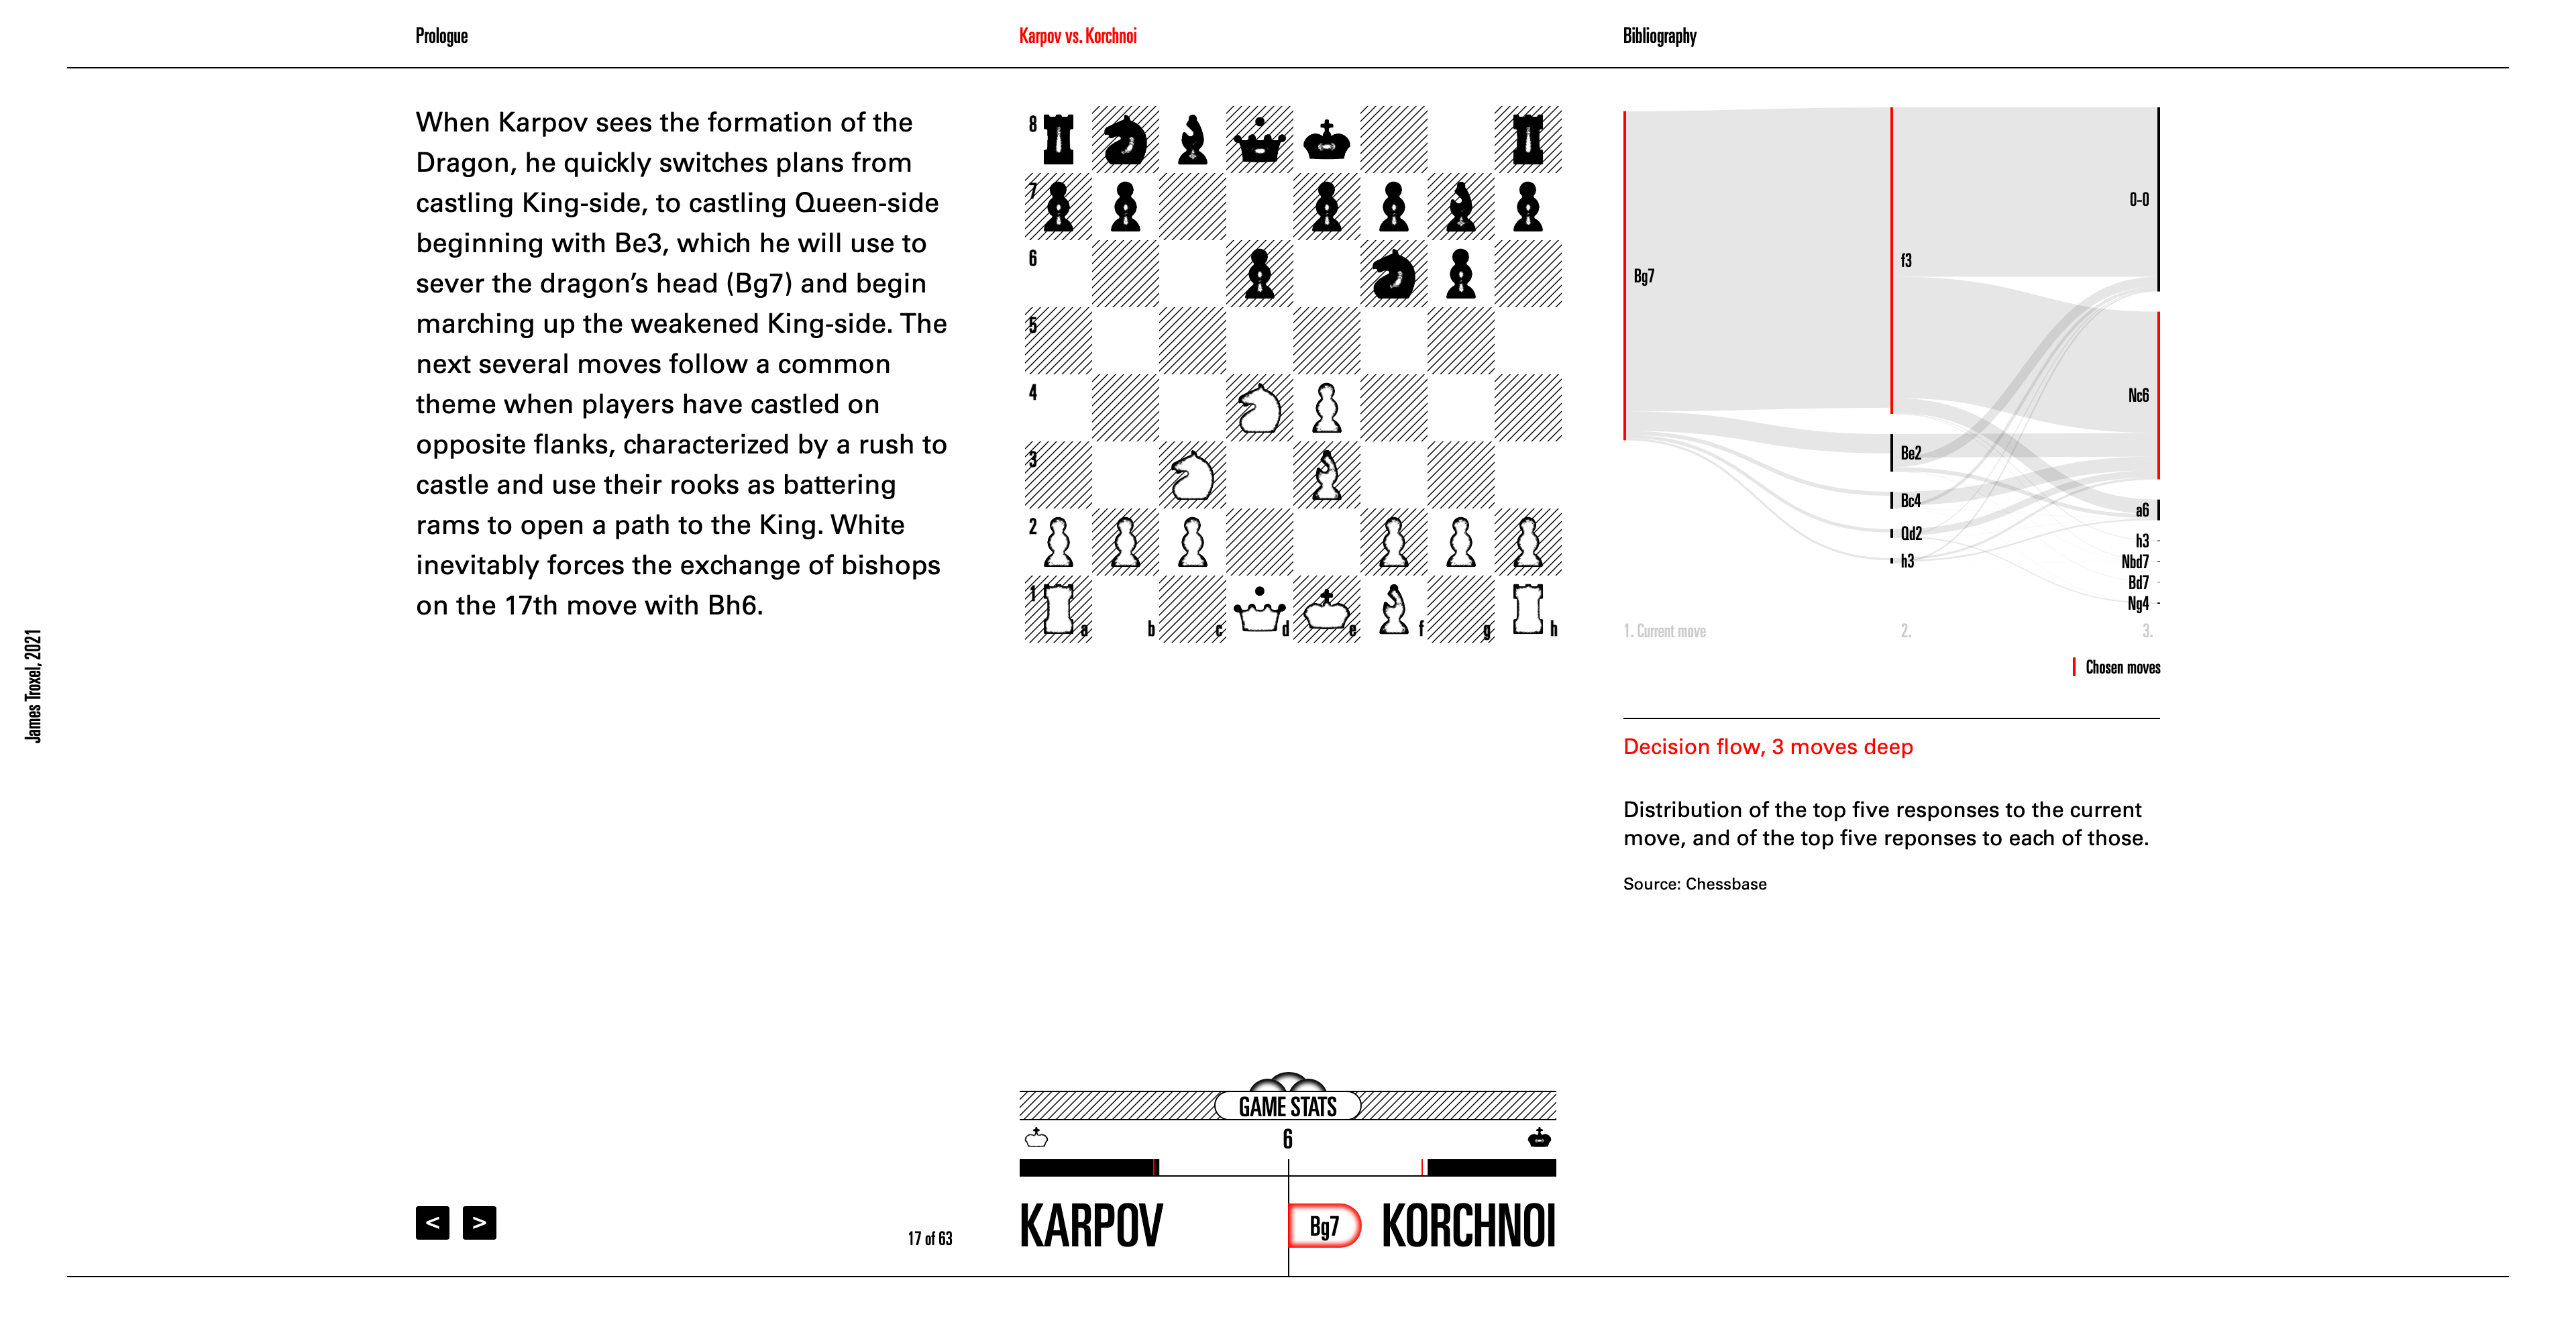 Prologue
Karpov vs. Korchnoi
Bibliography
When Karpov sees the formation of the
Dragon, he quickly switches plans from
castling King-side, to castling Queen-side
beginning with Be3, which he will use to
sever the dragon’s head (Bg7) and begin
marching up the weakened King-side. The
next several moves follow a common
theme when players have castled on
opposite flanks, characterized by a rush to
castle and use their rooks as battering
rams to open a path to the King. White
inevitably forces the exchange of bishops
on the 17th move with Bh6.
James Troxel, 2021
<
>
17 of 63
8
7
6
5
4
3
2
1
a
b
c
d
e
f
g
h
GAME STATS
6
KARPOV
Bg7
KORCHNOI
Bg7
f3
Be2
Bc4
Qd2
h3
0-0
Nc6
a6
h3
Nbd7
Bd7
Ng4
1. Current move
2.
3.
Chosen moves
Decision flow, 3 moves deep
Distribution of the top five responses to the current
move, and of the top five reponses to each of those.
Source: Chessbase